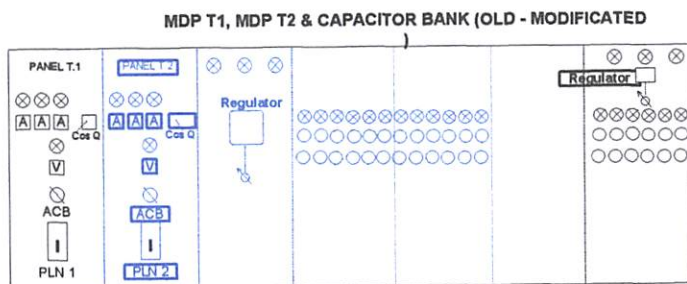 MDP T1, MDP T2 & CAPACITOR BANK (OLD - MODIFICATED
)
PANEL T.1
PANEL T 2
Regulator
Regulator
A A A
Cos Q
A A A
Cos Q
V
V
ACB
ACB
I
I
PLN 1
PLN 2